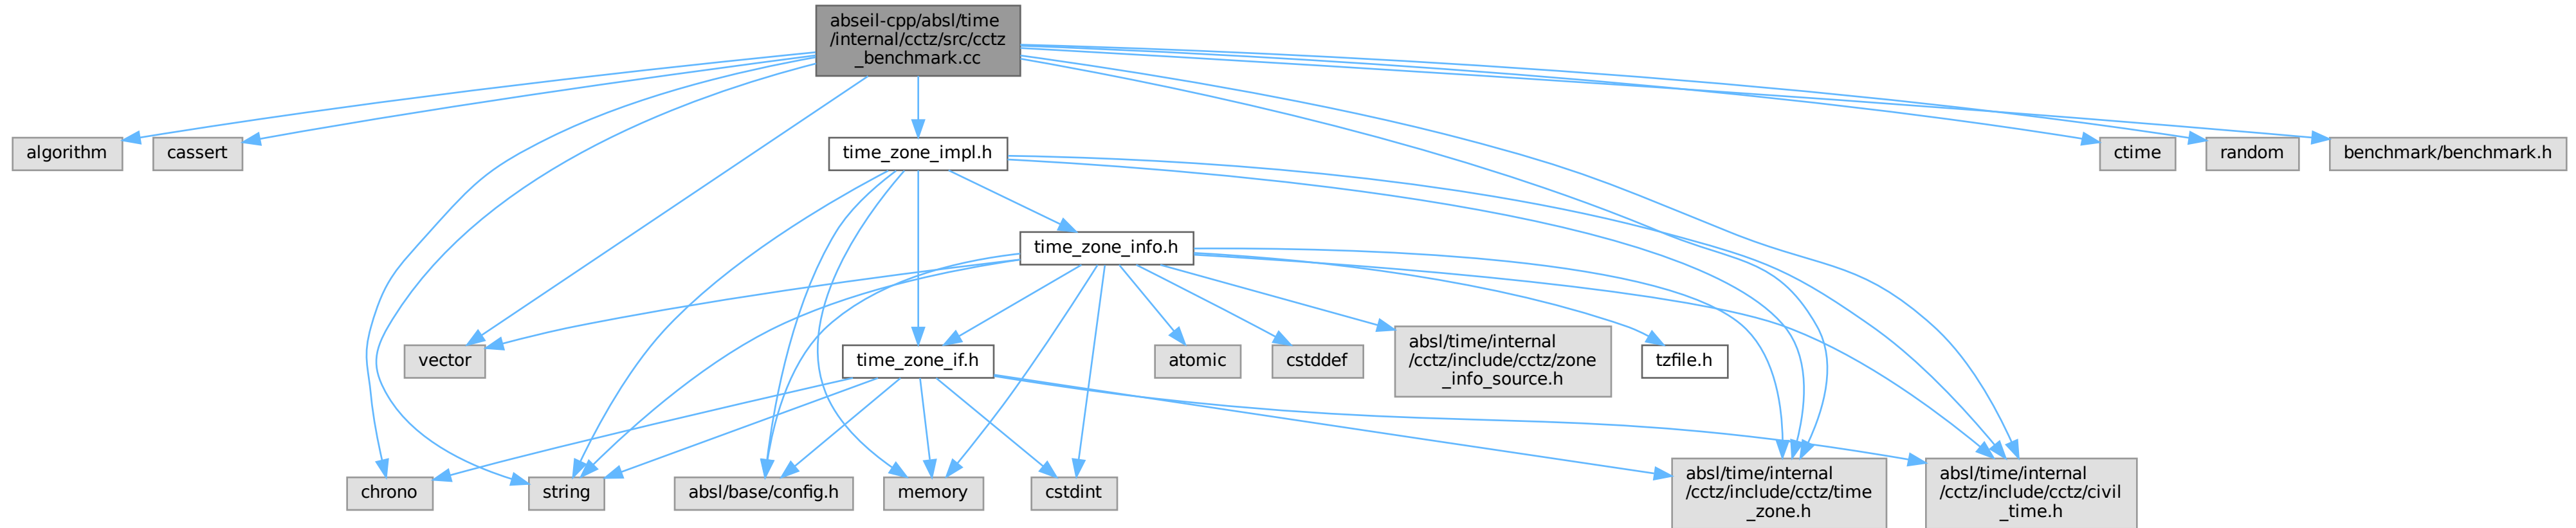 abseil-cpp/absl/time
/internal/cctz/src/cctz
_benchmark.cc
algorithm
cassert
time_zone_impl.h
ctime
random
benchmark/benchmark.h
time_zone_info.h
vector
time_zone_if.h
atomic
cstddef
absl/time/internal
/cctz/include/cctz/zone
_info_source.h
tzfile.h
chrono
string
absl/base/config.h
memory
cstdint
absl/time/internal
/cctz/include/cctz/time
_zone.h
absl/time/internal
/cctz/include/cctz/civil
_time.h